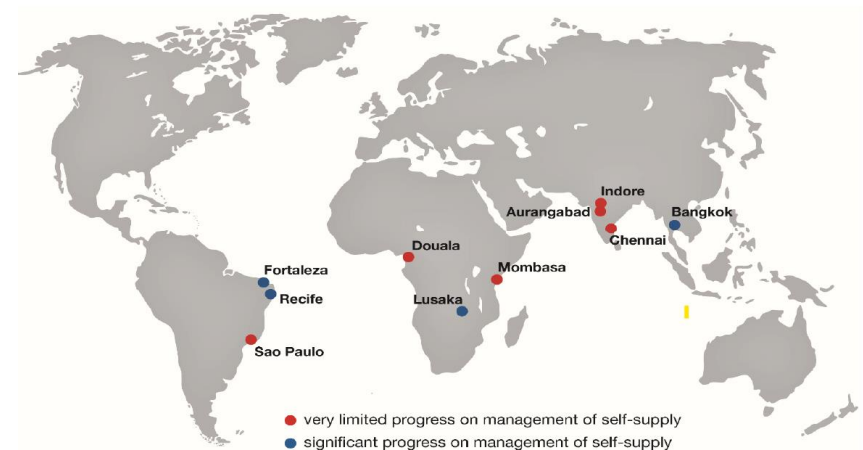 Indore
Aurangabad
Bangkok
Chennai
Douala
Mombasa
Fortaleza
Recife
Lusaka
Sao Paulo
very limited progress on management of self-supply
significant progress on management of self-supply